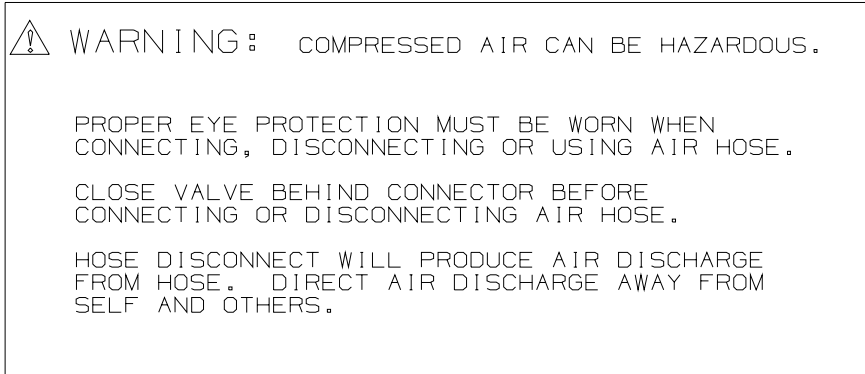 WARNING: COMPRESSED AIR CAN BE HAZARDOUS.
PROPER EYE PROTECTION MUST BE WORN WHEN
CONNECTING, DISCONNECTING OR USING AIR HOSE.
CLOSE VALVE BEHIND CONNECTOR BEFORE
CONNECTING OR DISCONNECTING AIR HOSE.
HOSE DISCONNECT WILL PRODUCE AIR DISCHARGE
FROM HOSE. DIRECT AIR DISCHARGE AWAY FROM
SELF AND OTHERS.